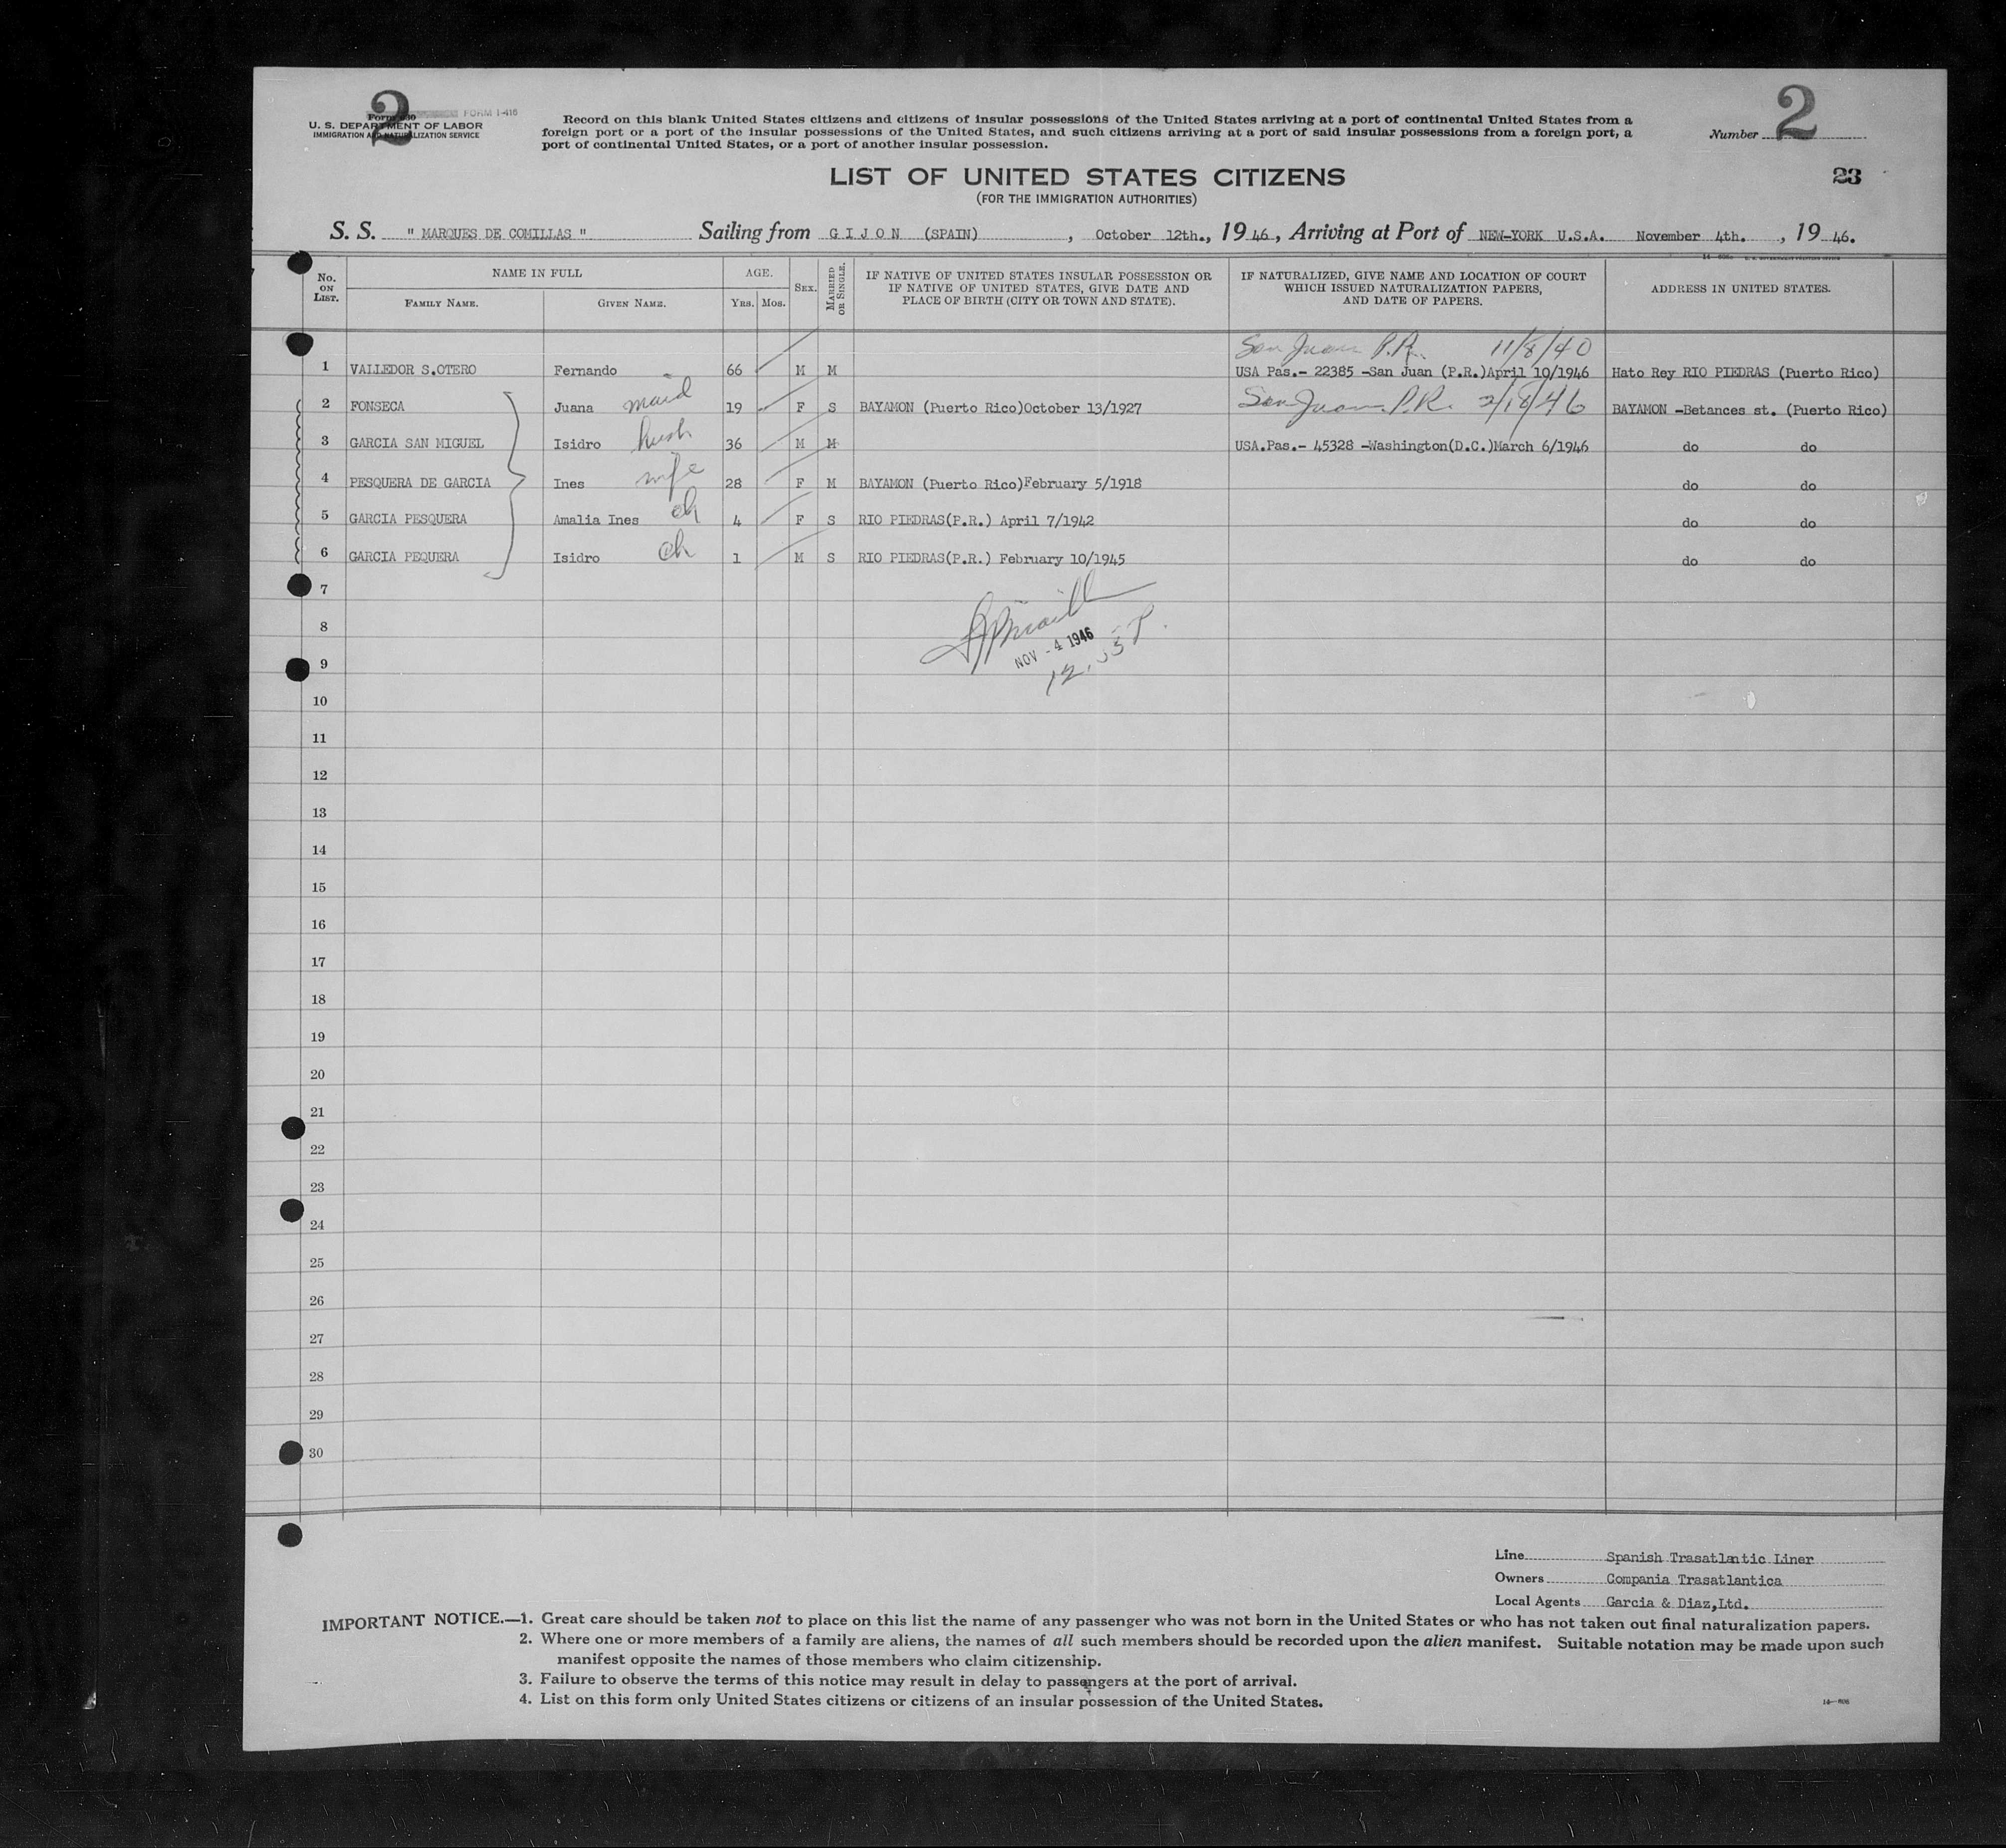 2
Form 630 FORM I-416
U. S. DEPARTMENT OF LABOR
IMMIGRATION AND NATURALIZATION SERVICE
Record on this blank United States citizens and citizens of insular possessions of the United States arriving at a port of continental United States from a
foreign port or a port of the insular possessions of the United States, and such citizens arriving at a port of said insular possessions from a foreign port, a
port of continental United States, or a port of another insular possession.
Number 2
23
LIST OF UNITED STATES CITIZENS
(FOR THE IMMIGRATION AUTHORITIES)
S. S. " MARQUES DE COMILLAS " Sailing from GIJON (SPAIN) , October 12th., 19 46, Arriving at Port of NEW-YORK U.S.A. November 4th. , 19 46.
No. ON LIST. NAME IN FULL FAMILY NAME. GIVEN NAME. AGE. YRS. MOS. SEX. MARRIED OR SINGLE. IF NATIVE OF UNITED STATES INSULAR POSSESSION OR IF NATIVE OF UNITED STATES, GIVE DATE AND PLACE OF BIRTH (CITY OR TOWN AND STATE). IF NATURALIZED, GIVE NAME AND LOCATION OF COURT WHICH ISSUED NATURALIZATION PAPERS, AND DATE OF PAPERS. ADDRESS IN UNITED STATES.
San Juan P.R. 11/8/40
1 VALLEDOR S.OTERO Fernando 66 M M USA Pas.- 22385 -San Juan (P.R.)April 10/1946 Hato Rey RIO PIEDRAS (Puerto Rico)
2 FONSECA Juana maid 19 F S BAYAMON (Puerto Rico)October 13/1927 San Juan P.R. BAYAMON -Betances st. (Puerto Rico)
3 GARCIA SAN MIGUEL Isidro husb 36 M M USA.Pas.- 45328 -Washington(D.C.)March 6/1946 do do
4 PESQUERA DE GARCIA Ines wife 28 F M BAYAMON (Puerto Rico)February 5/1918 do do
5 GARCIA PESQUERA Amalia Ines ch 4 F S RIO PIEDRAS(P.R.) April 7/1942 do do
6 GARCIA PEQUERA Isidro ch 1 M S RIO PIEDRAS(P.R.) February 10/1945 do do
7
8
NOV - 4 1946
9
10
11
12
13
14
15
16
17
18
19
20
21
22
23
24
25
26
27
28
29
30
Line Spanish Trasatlantic Liner
Owners Compania Trasatlantica
Local Agents Garcia & Diaz,Ltd.
IMPORTANT NOTICE.—1. Great care should be taken not to place on this list the name of any passenger who was not born in the United States or who has not taken out final naturalization papers.
2. Where one or more members of a family are aliens, the names of all such members should be recorded upon the alien manifest. Suitable notation may be made upon such
manifest opposite the names of those members who claim citizenship.
3. Failure to observe the terms of this notice may result in delay to passengers at the port of arrival.
4. List on this form only United States citizens or citizens of an insular possession of the United States.